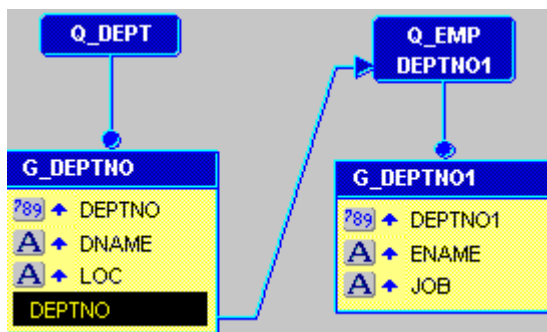 Q_DEPT
Q_EMP
DEPTNO1
G_DEPTNO
789 DEPTNO
A DNAME
A LOC
DEPTNO
G_DEPTNO1
789 DEPTNO1
A ENAME
A JOB